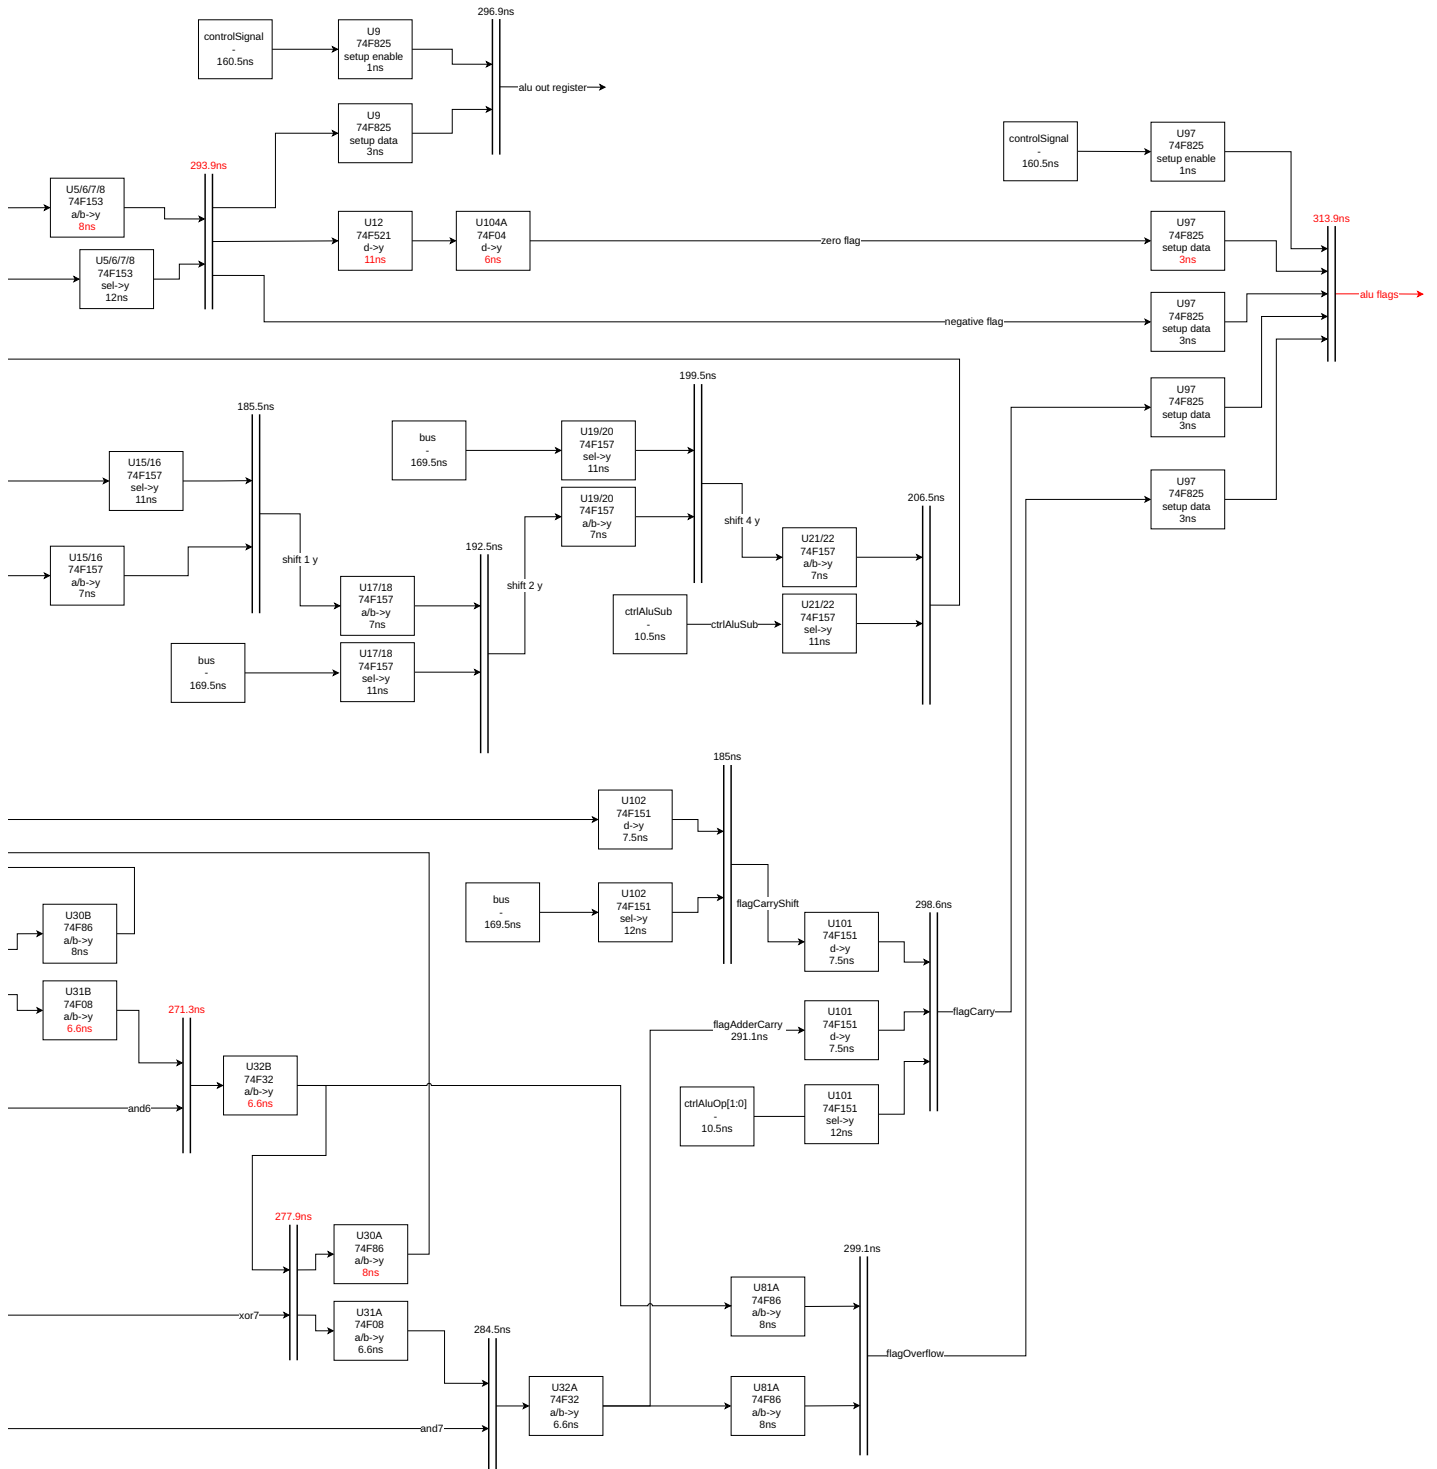 296.9ns
controlSignal
-
160.5ns
U9
74F825
setup enable
1ns
alu out register
U9
74F825
setup data
3ns
controlSignal
-
160.5ns
U97
74F825
setup enable
1ns
293.9ns
U5/6/7/8
74F153
a/b->y
8ns
U12
74F521
d->y
11ns
U104A
74F04
d->y
6ns
zero flag
U97
74F825
setup data
3ns
313.9ns
U5/6/7/8
74F153
sel->y
12ns
alu flags
negative flag
U97
74F825
setup data
3ns
199.5ns
U97
74F825
setup data
3ns
185.5ns
bus
-
169.5ns
U19/20
74F157
sel->y
11ns
U15/16
74F157
sel->y
11ns
U97
74F825
setup data
3ns
U19/20
74F157
a/b->y
7ns
206.5ns
shift 4 y
192.5ns
U21/22
74F157
a/b->y
7ns
U15/16
74F157
a/b->y
7ns
shift 1 y
shift 2 y
U17/18
74F157
a/b->y
7ns
ctrlAluSub
-
10.5ns
ctrlAluSub
U21/22
74F157
sel->y
11ns
bus
-
169.5ns
U17/18
74F157
sel->y
11ns
185ns
U102
74F151
d->y
7.5ns
bus
-
169.5ns
U102
74F151
sel->y
12ns
flagCarryShift
298.6ns
U30B
74F86
a/b->y
8ns
U101
74F151
d->y
7.5ns
U31B
74F08
a/b->y
6.6ns
271.3ns
flagAdderCarry
291.1ns
U101
74F151
d->y
7.5ns
flagCarry
U32B
74F32
a/b->y
6.6ns
and6
ctrlAluOp[1:0]
-
10.5ns
U101
74F151
sel->y
12ns
277.9ns
U30A
74F86
a/b->y
8ns
299.1ns
xor7
U31A
74F08
a/b->y
6.6ns
U81A
74F86
a/b->y
8ns
284.5ns
flagOverflow
U32A
74F32
a/b->y
6.6ns
U81A
74F86
a/b->y
8ns
and7